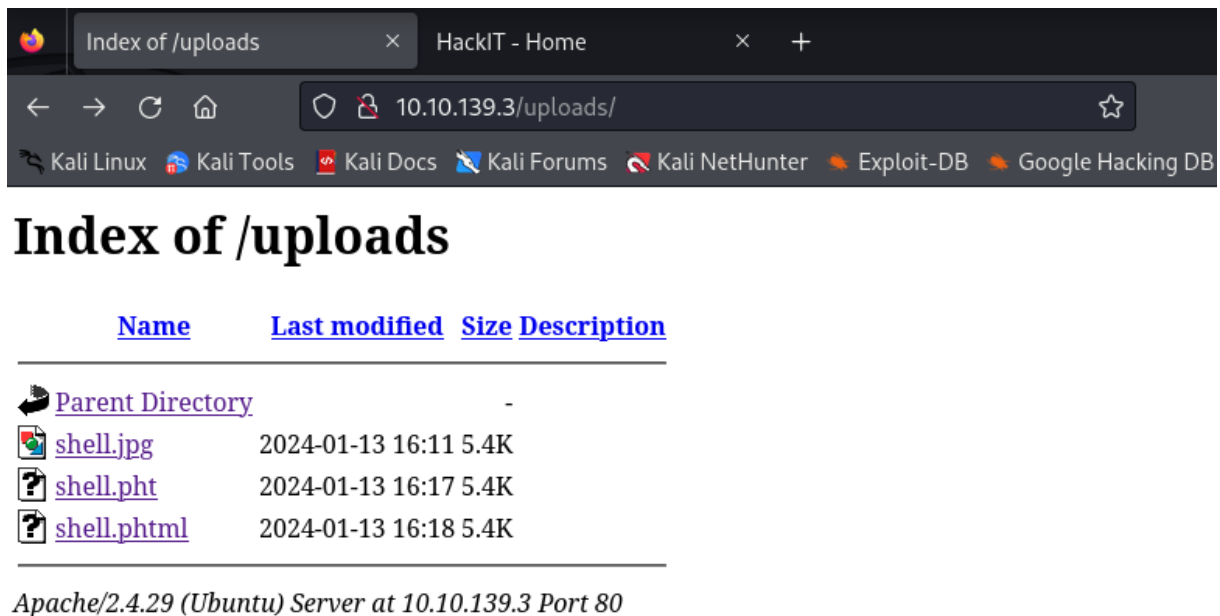 Index of /uploads × HackIT - Home × +
10.10.139.3/uploads/
Kali Linux Kali Tools Kali Docs Kali Forums Kali NetHunter Exploit-DB Google Hacking DB
Index of /uploads
Name Last modified Size Description
Parent Directory -
shell.jpg 2024-01-13 16:11 5.4K
shell.pht 2024-01-13 16:17 5.4K
shell.phtml 2024-01-13 16:18 5.4K
Apache/2.4.29 (Ubuntu) Server at 10.10.139.3 Port 80